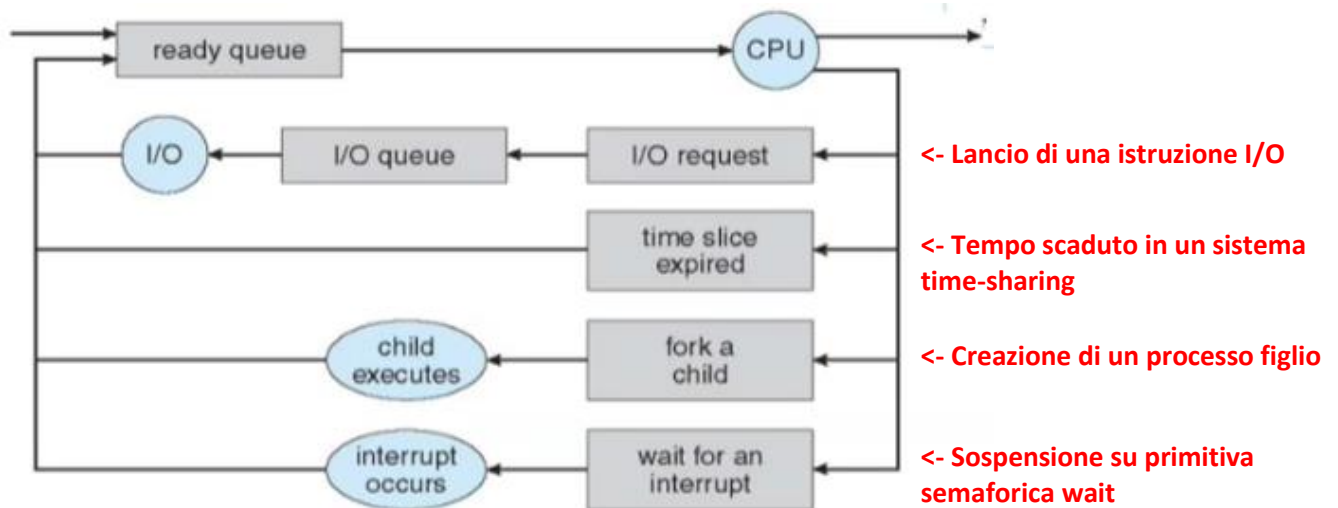 ready queue
CPU
I/O
I/O queue
I/O request
<- Lancio di una istruzione I/O
time slice
expired
<- Tempo scaduto in un sistema
time-sharing
child
executes
fork a
child
<- Creazione di un processo figlio
interrupt
occurs
wait for an
interrupt
<- Sospensione su primitiva
semaforica wait